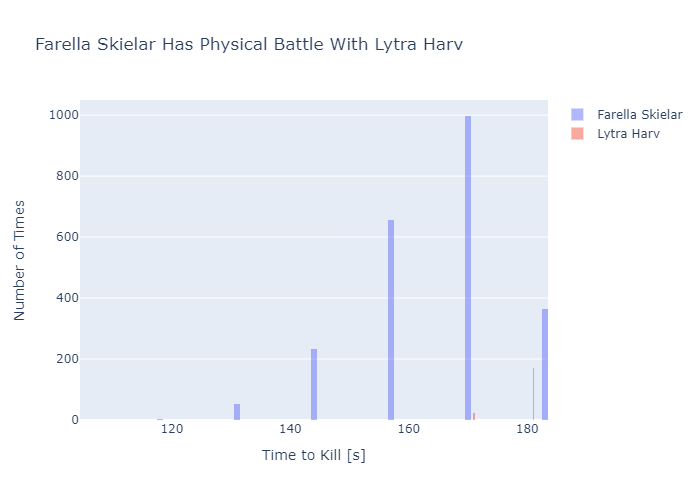 Farella Skielar Has Physical Battle With Lytra Harv
Farella Skielar
Lytra Harv
1000
800
600
400
200
0
120
140
160
180
Number of Times
Time to Kill [s]